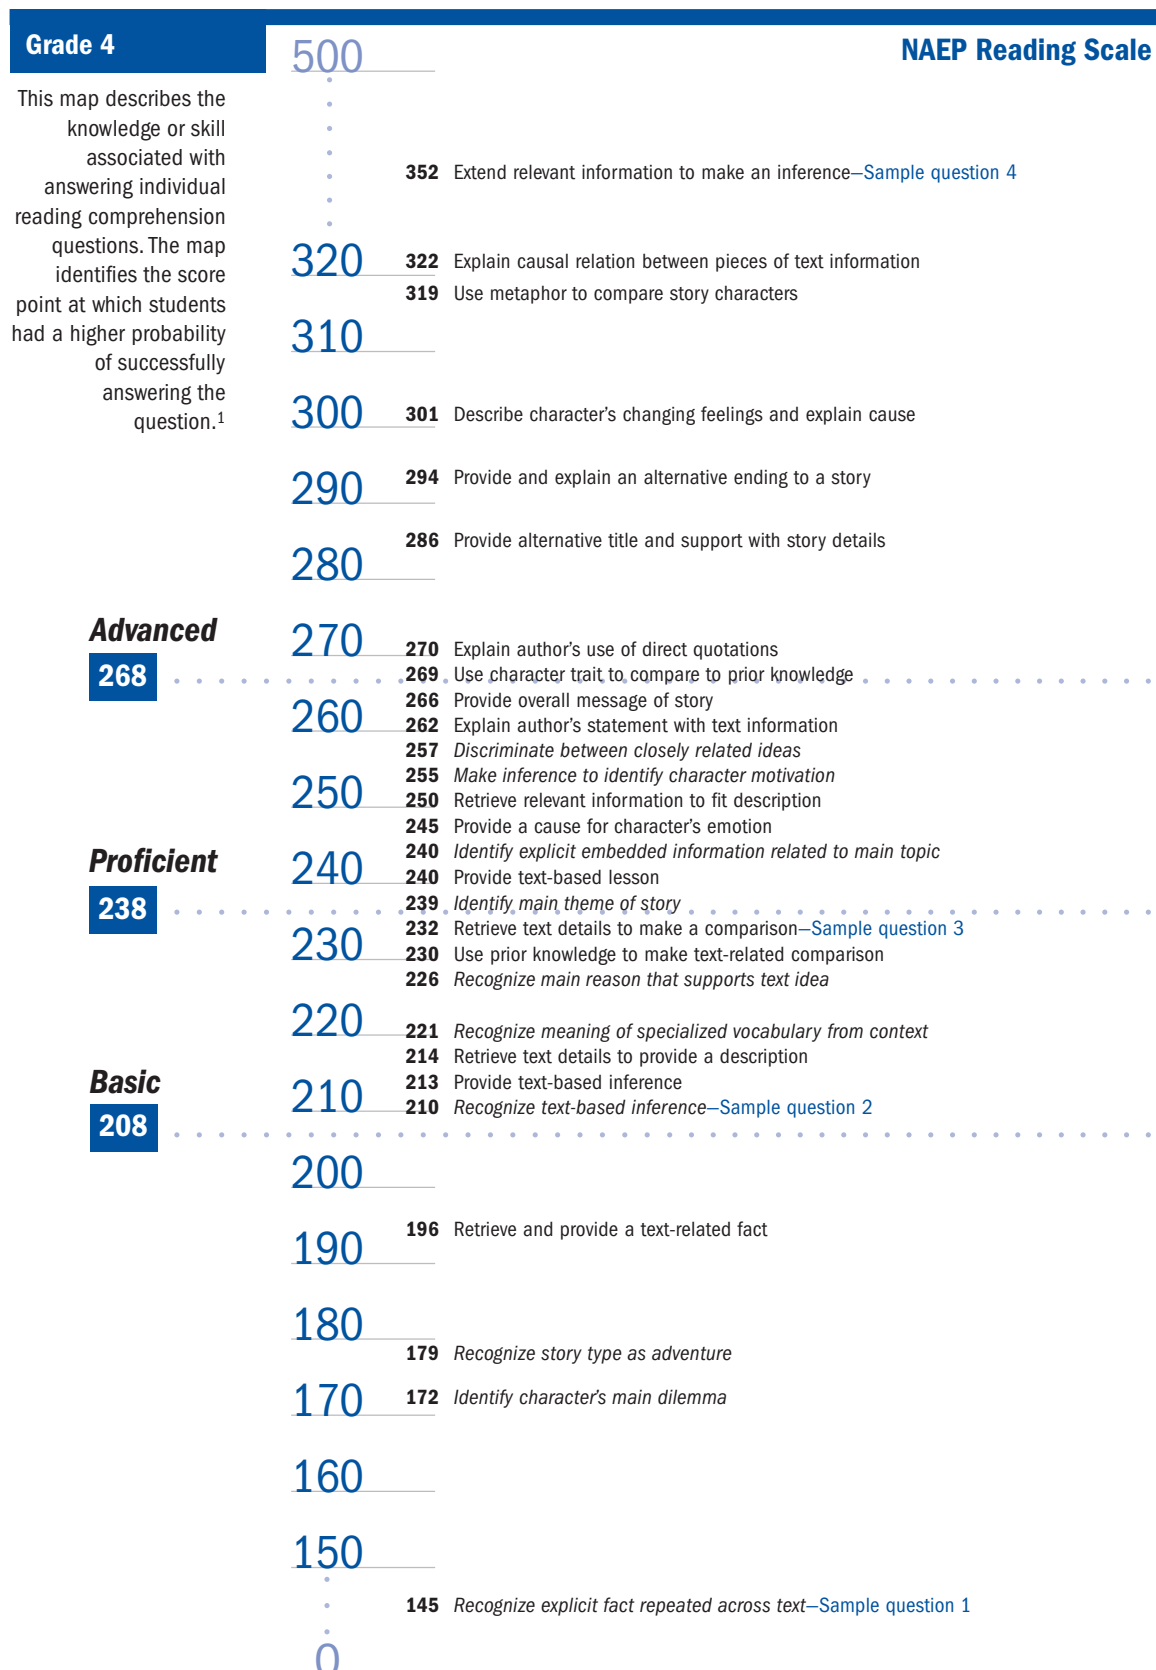 Grade 4
NAEP Reading Scale
This map describes the
knowledge or skill
associated with
answering individual
reading comprehension
questions. The map
identifies the score
point at which students
had a higher probability
of successfully
answering the
question.1
500
352 Extend relevant information to make an inference—Sample question 4
320
322 Explain causal relation between pieces of text information
319 Use metaphor to compare story characters
310
300
301 Describe character's changing feelings and explain cause
290
294 Provide and explain an alternative ending to a story
286 Provide alternative title and support with story details
280
Advanced
270
270 Explain author's use of direct quotations
268
269 Use character trait to compare to prior knowledge
266 Provide overall message of story
260
262 Explain author's statement with text information
257 Discriminate between closely related ideas
255 Make inference to identify character motivation
250
250 Retrieve relevant information to fit description
245 Provide a cause for character's emotion
Proficient
240
240 Identify explicit embedded information related to main topic
240 Provide text-based lesson
238
239 Identify main theme of story
232 Retrieve text details to make a comparison—Sample question 3
230
230 Use prior knowledge to make text-related comparison
226 Recognize main reason that supports text idea
220
221 Recognize meaning of specialized vocabulary from context
214 Retrieve text details to provide a description
Basic
213 Provide text-based inference
210
210 Recognize text-based inference—Sample question 2
208
200
196 Retrieve and provide a text-related fact
190
180
179 Recognize story type as adventure
170
172 Identify character's main dilemma
160
150
145 Recognize explicit fact repeated across text—Sample question 1
0